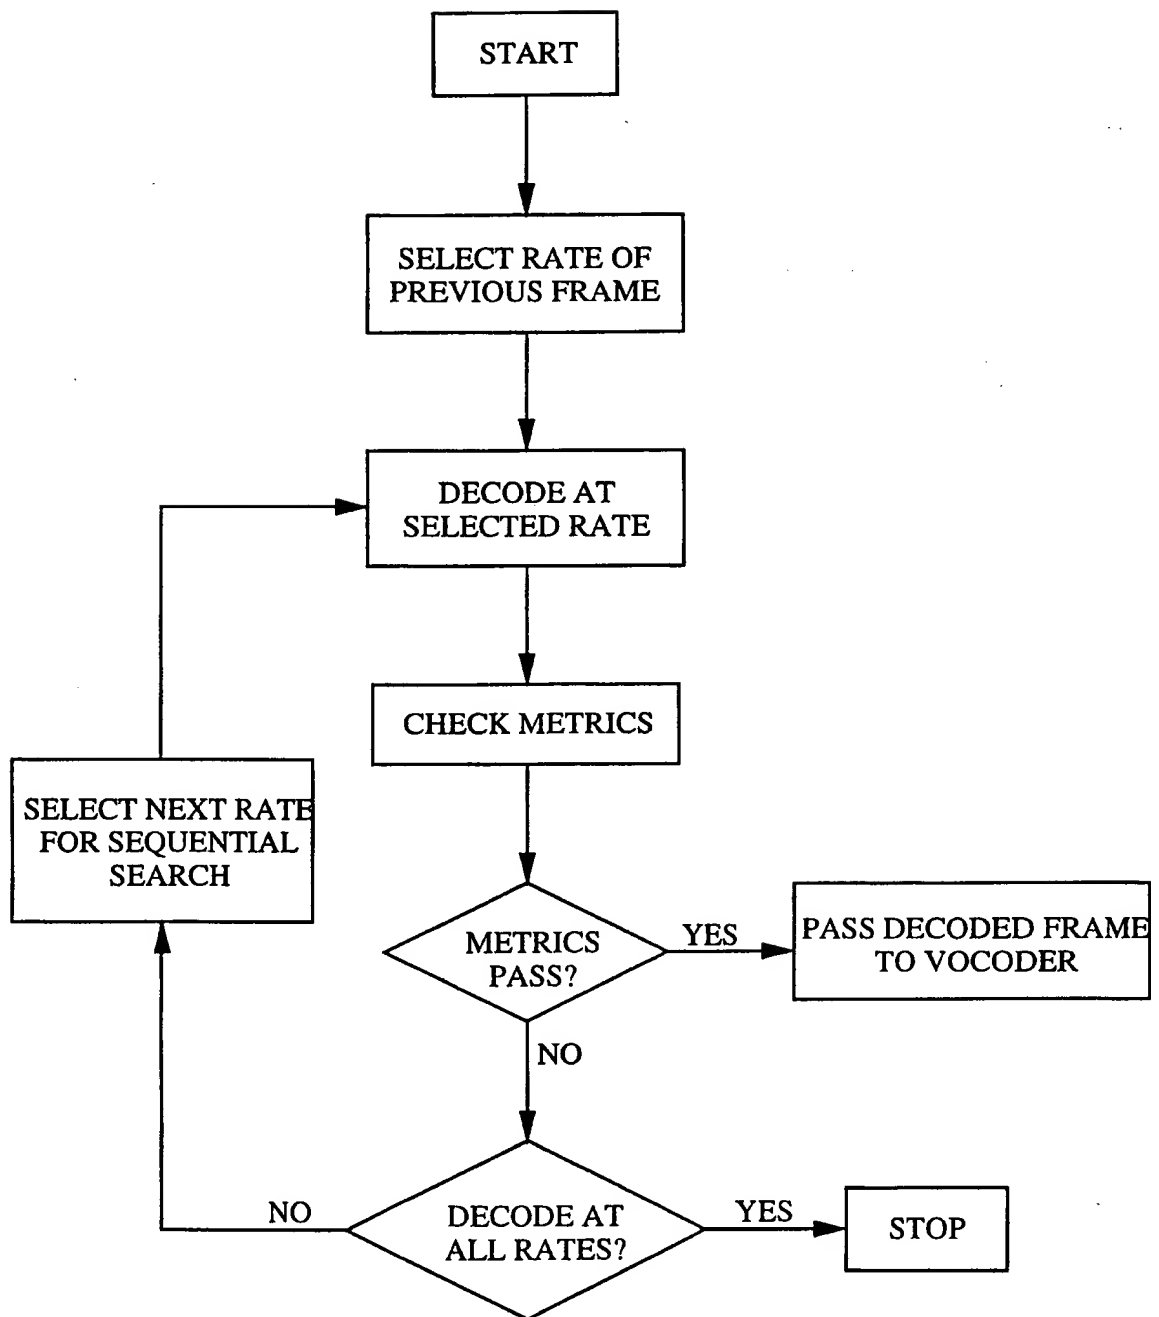 START
SELECT RATE OF
PREVIOUS FRAME
DECODE AT
SELECTED RATE
CHECK METRICS
SELECT NEXT RATE
FOR SEQUENTIAL
SEARCH
METRICS
PASS?
YES
PASS DECODED FRAME
TO VOCODER
NO
DECODE AT
ALL RATES?
NO
YES
STOP